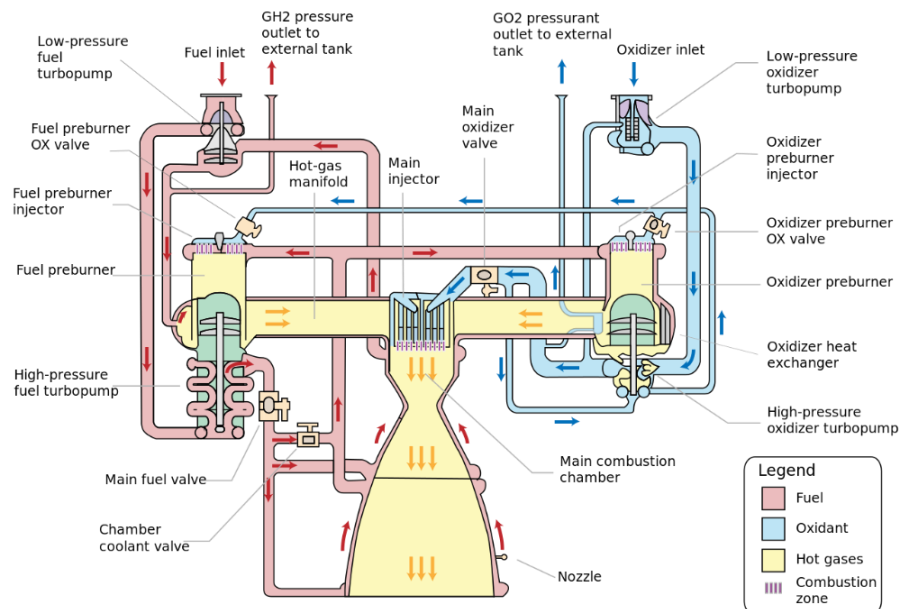 GH2 pressure
outlet to
external tank
GO2 pressurant
outlet to external
tank
Low-pressure
fuel
turbopump
Fuel inlet
Oxidizer inlet
Low-pressure
oxidizer
turbopump
Fuel preburner
OX valve
Hot-gas
manifold
Main
injector
Main
oxidizer
valve
Oxidizer
preburner
injector
Fuel preburner
injector
Oxidizer preburner
OX valve
Fuel preburner
Oxidizer preburner
High-pressure
fuel turbopump
Oxidizer heat
exchanger
High-pressure
oxidizer turbopump
Main fuel valve
Main combustion
chamber
Chamber
coolant valve
Nozzle
Legend
Fuel
Oxidant
Hot gases
Combustion
zone